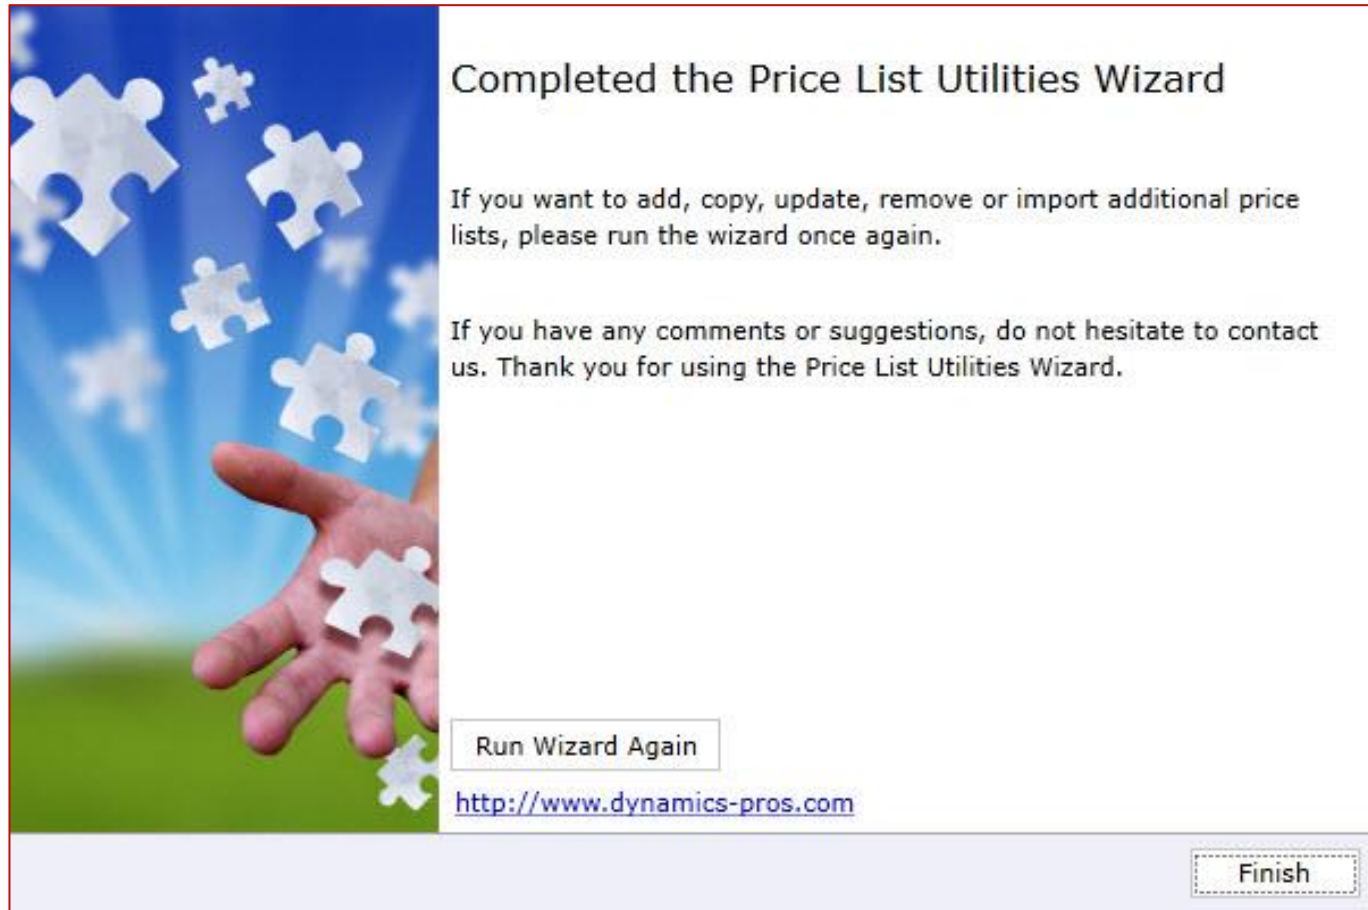 Completed the Price List Utilities Wizard
If you want to add, copy, update, remove or import additional price
lists, please run the wizard once again.
If you have any comments or suggestions, do not hesitate to contact
us. Thank you for using the Price List Utilities Wizard.
Run Wizard Again
http://www.dynamics-pros.com
Finish